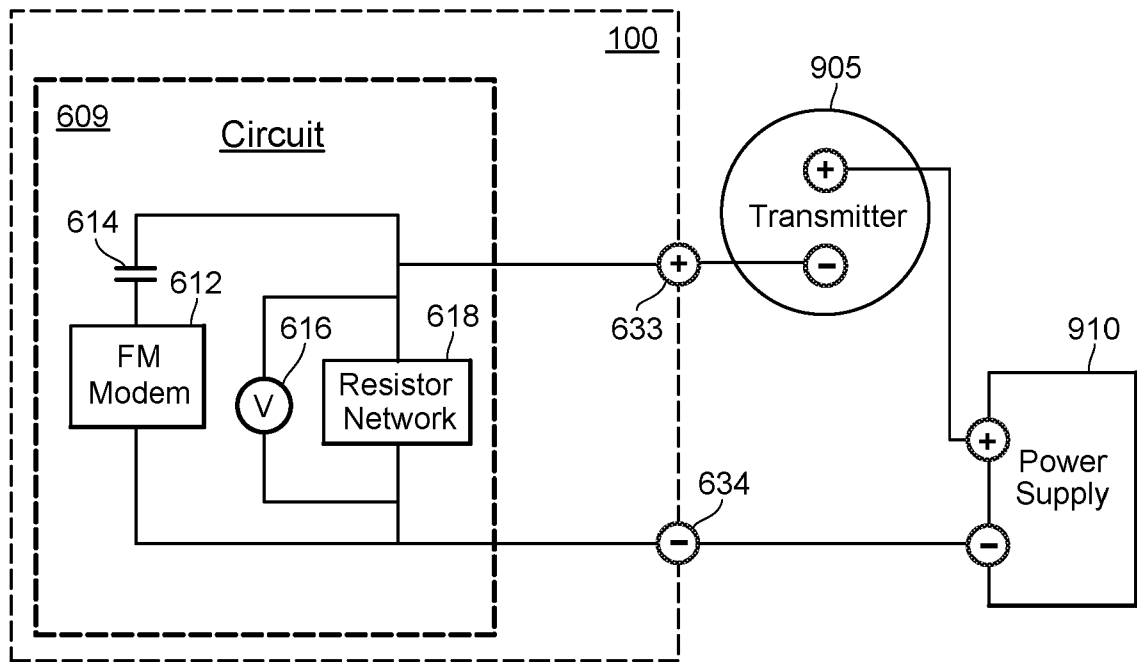 100
905
609
Circuit
614
+
Transmitter
612
616
618
+
-
633
910
FM
Modem
V
Resistor
Network
634
+
Power
Supply
-
-